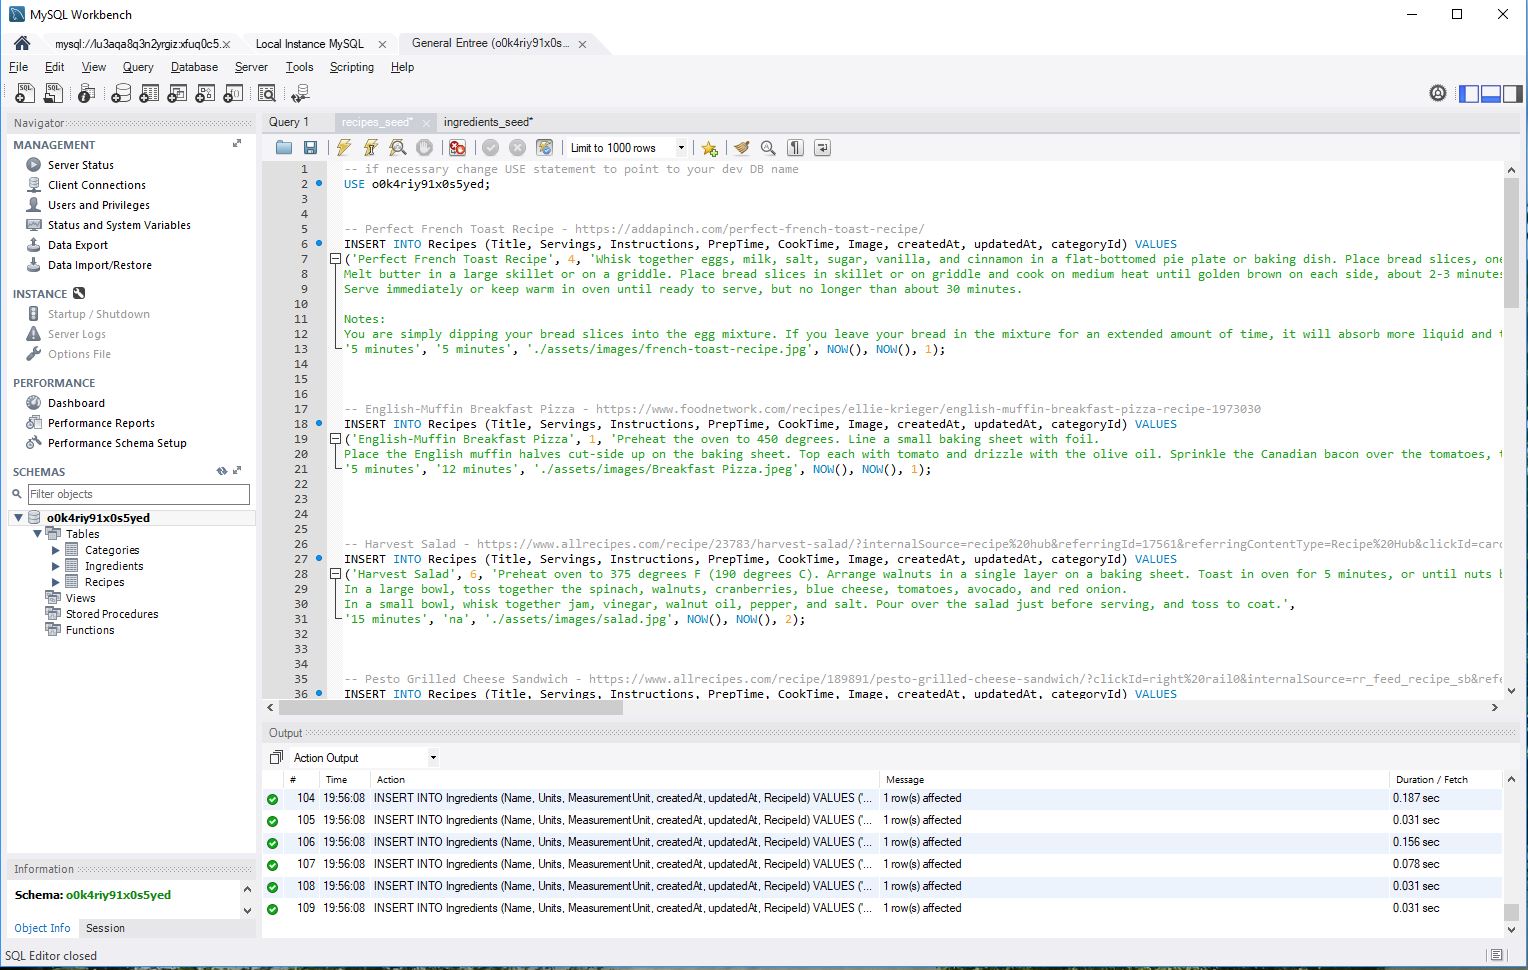 MySQL Workbench
mysql://lu3aqa8q3n2yrgiz:xfuq0c5.x
Local Instance MySQL
General Entree (o0k4riy91x0s...
File Edit View Query Database Server Tools Scripting Help
Navigator
MANAGEMENT
Server Status
Client Connections
Users and Privileges
Status and System Variables
Data Export
Data Import/Restore
INSTANCE
Startup / Shutdown
Server Logs
Options File
PERFORMANCE
Dashboard
Performance Reports
Performance Schema Setup
SCHEMAS
Filter objects
o0k4riy91x0s5yed
Tables
Categories
Ingredients
Recipes
Views
Stored Procedures
Functions
Information
Schema: o0k4riy91x0s5yed
Object Info Session
SQL Editor closed
Query 1 recipes_seed* ingredients_seed*
Limit to 1000 rows
1 -- if necessary change USE statement to point to your dev DB name
2 USE o0k4riy91x0s5yed;
3
4
5 -- Perfect French Toast Recipe - https://addapinch.com/perfect-french-toast-recipe/
6 INSERT INTO Recipes (Title, Servings, Instructions, PrepTime, CookTime, Image, createdAt, updatedAt, categoryId) VALUES
7 ('Perfect French Toast Recipe', 4, 'Whisk together eggs, milk, salt, sugar, vanilla, and cinnamon in a flat-bottomed pie plate or baking dish. Place bread slices, one
8 Melt butter in a large skillet or on a griddle. Place bread slices in skillet or on griddle and cook on medium heat until golden brown on each side, about 2-3 minutes
9 Serve immediately or keep warm in oven until ready to serve, but no longer than about 30 minutes.
10
11 Notes:
12 You are simply dipping your bread slices into the egg mixture. If you leave your bread in the mixture for an extended amount of time, it will absorb more liquid and t
13 '5 minutes', '5 minutes', './assets/images/french-toast-recipe.jpg', NOW(), NOW(), 1);
14
15
16
17 -- English-Muffin Breakfast Pizza - https://www.foodnetwork.com/recipes/ellie-krieger/english-muffin-breakfast-pizza-recipe-1973030
18 INSERT INTO Recipes (Title, Servings, Instructions, PrepTime, CookTime, Image, createdAt, updatedAt, categoryId) VALUES
19 ('English-Muffin Breakfast Pizza', 1, 'Preheat the oven to 450 degrees. Line a small baking sheet with foil.
20 Place the English muffin halves cut-side up on the baking sheet. Top each with tomato and drizzle with the olive oil. Sprinkle the Canadian bacon over the tomatoes, t
21 '5 minutes', '12 minutes', './assets/images/Breakfast Pizza.jpeg', NOW(), NOW(), 1);
22
23
24
25
26 -- Harvest Salad - https://www.allrecipes.com/recipe/23783/harvest-salad/?internalSource=recipe%20hub&referringId=17561&referringContentType=Recipe%20Hub&clickId=card
27 INSERT INTO Recipes (Title, Servings, Instructions, PrepTime, CookTime, Image, createdAt, updatedAt, categoryId) VALUES
28 ('Harvest Salad', 6, 'Preheat oven to 375 degrees F (190 degrees C). Arrange walnuts in a single layer on a baking sheet. Toast in oven for 5 minutes, or until nuts b
29 In a large bowl, toss together the spinach, walnuts, cranberries, blue cheese, tomatoes, avocado, and red onion.
30 In a small bowl, whisk together jam, vinegar, walnut oil, pepper, and salt. Pour over the salad just before serving, and toss to coat.',
31 '15 minutes', 'na', './assets/images/salad.jpg', NOW(), NOW(), 2);
32
33
34
35 -- Pesto Grilled Cheese Sandwich - https://www.allrecipes.com/recipe/189891/pesto-grilled-cheese-sandwich/?clickId=right%20rail0&internalSource=rr_feed_recipe_sb&refe
36 INSERT INTO Recipes (Title, Servings, Instructions, PrepTime, CookTime, Image, createdAt, updatedAt, categoryId) VALUES
Output
Action Output
# Time Action Message Duration / Fetch
104 19:56:08 INSERT INTO Ingredients (Name, Units, MeasurementUnit, createdAt, updatedAt, RecipeId) VALUES ('... 1 row(s) affected 0.187 sec
105 19:56:08 INSERT INTO Ingredients (Name, Units, MeasurementUnit, createdAt, updatedAt, RecipeId) VALUES ('... 1 row(s) affected 0.031 sec
106 19:56:08 INSERT INTO Ingredients (Name, Units, MeasurementUnit, createdAt, updatedAt, RecipeId) VALUES ('... 1 row(s) affected 0.156 sec
107 19:56:08 INSERT INTO Ingredients (Name, Units, MeasurementUnit, createdAt, updatedAt, RecipeId) VALUES ('... 1 row(s) affected 0.078 sec
108 19:56:08 INSERT INTO Ingredients (Name, Units, MeasurementUnit, createdAt, updatedAt, RecipeId) VALUES ('... 1 row(s) affected 0.031 sec
109 19:56:08 INSERT INTO Ingredients (Name, Units, MeasurementUnit, createdAt, updatedAt, RecipeId) VALUES ('... 1 row(s) affected 0.031 sec